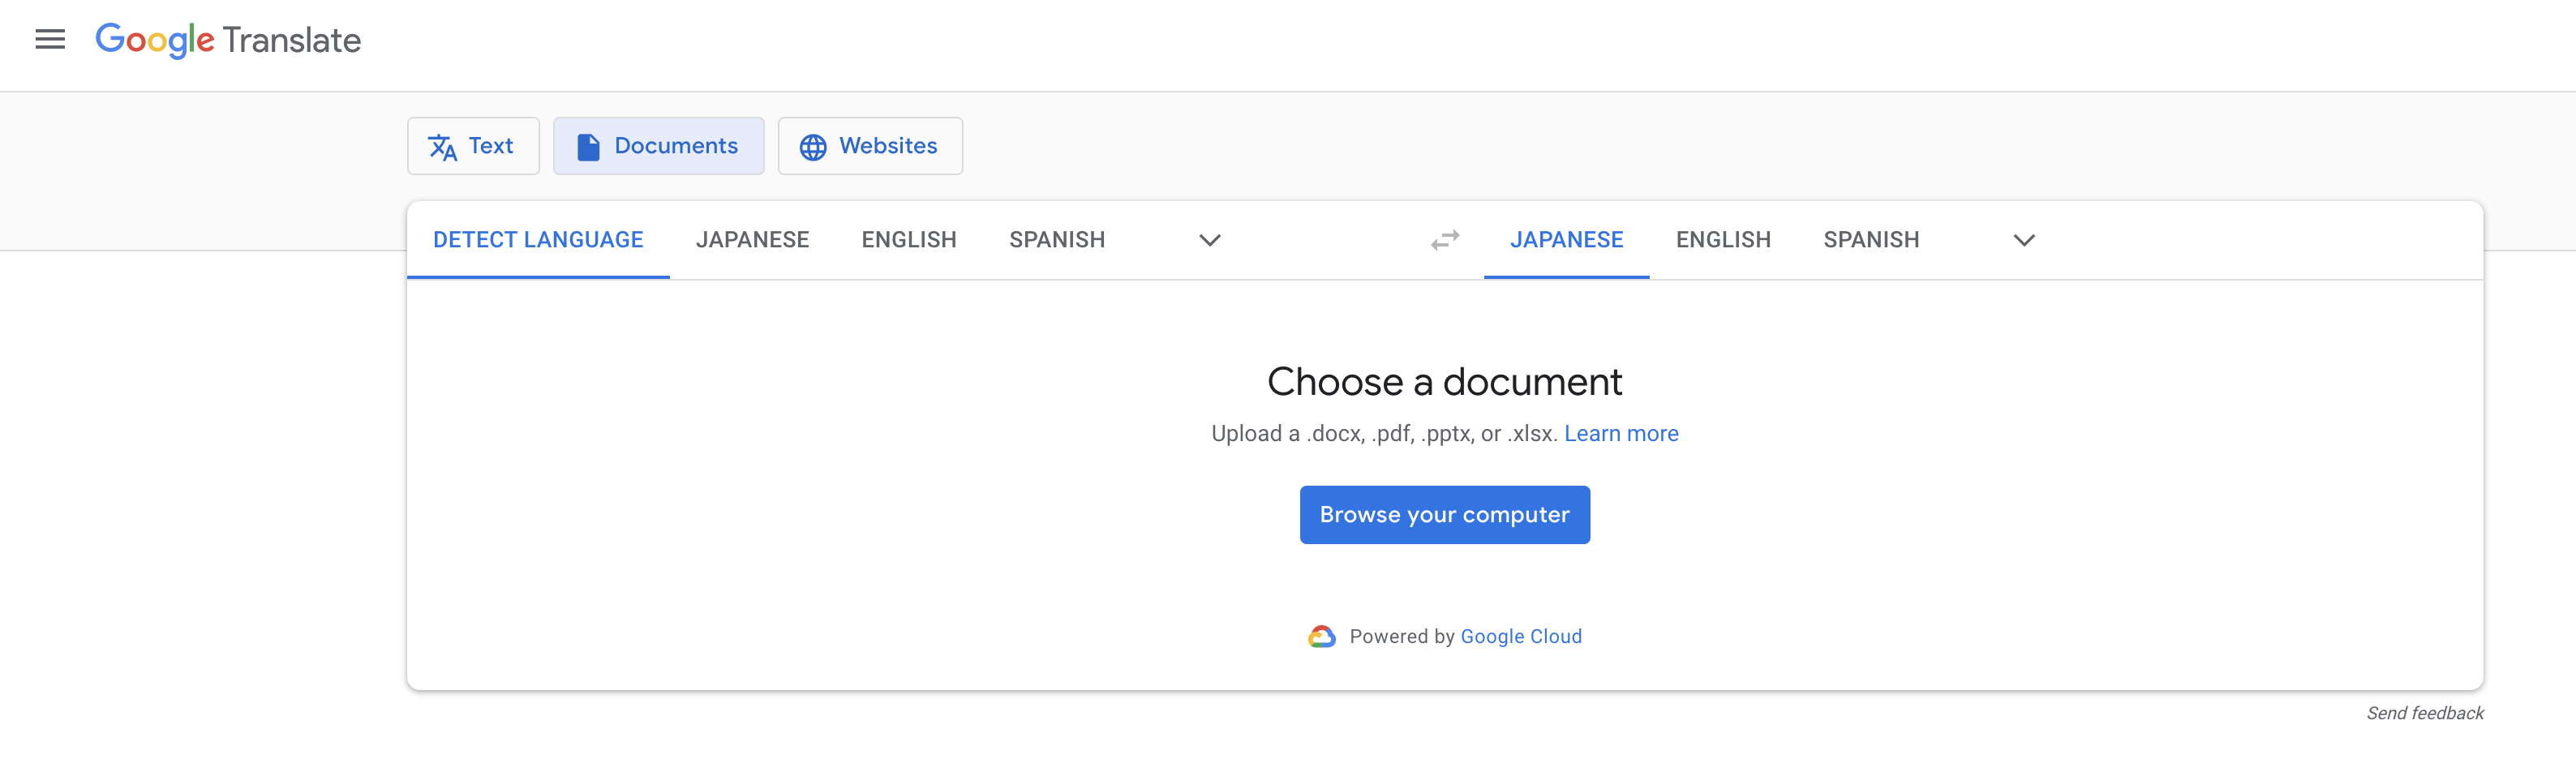 Google Translate
Text Documents Websites
DETECT LANGUAGE JAPANESE ENGLISH SPANISH JAPANESE ENGLISH SPANISH
Choose a document
Upload a .docx, .pdf, .pptx, or .xlsx. Learn more
Browse your computer
Powered by Google Cloud
Send feedback